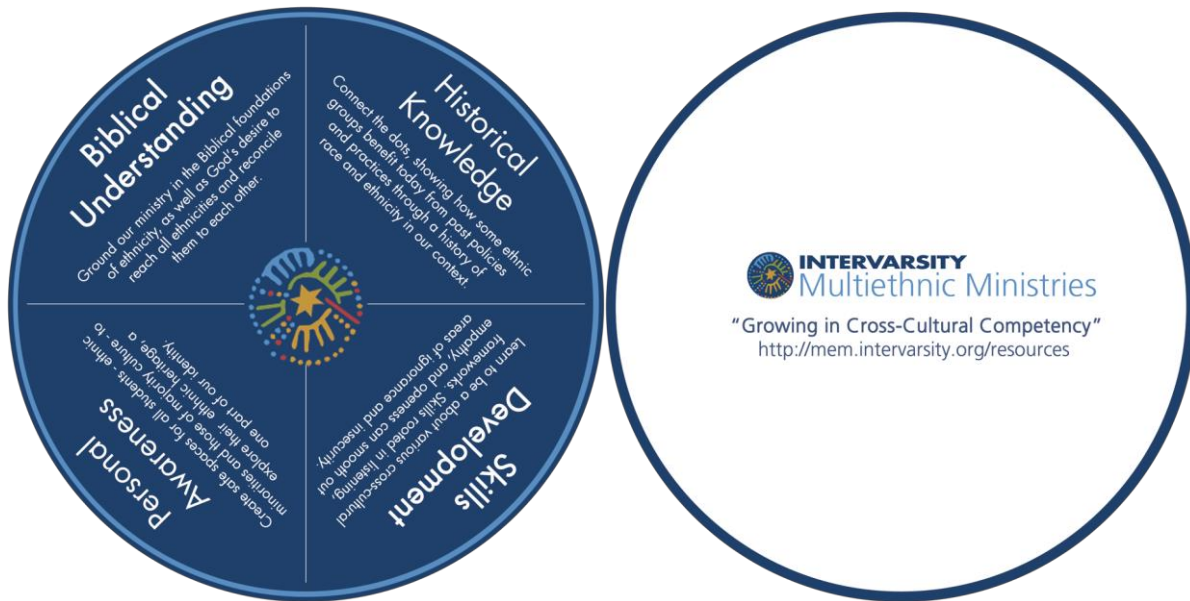 Biblical
Understanding
Ground our ministry in the Biblical foundations
of ethnicity, as well as God's desire to
reach all ethnicities and reconcile
them to each other.
Historical
Knowledge
Connect the dots, showing how some ethnic
groups benefit today from past policies
and practices through a history of
race and ethnicity in our context.
Skills
Development
Learn to be a about various cross-cultural
frameworks. Skills rooted in listening,
empathy, and openess can smooth out
areas of ignorance and insecurity.
Personal
Awareness
Create safe spaces for all students - ethnic
minorities and those of majority culture - to
explore their ethnic heritage, a
one part of our identity.
INTERVARSITY
Multiethnic Ministries
"Growing in Cross-Cultural Competency"
http://mem.intervarsity.org/resources